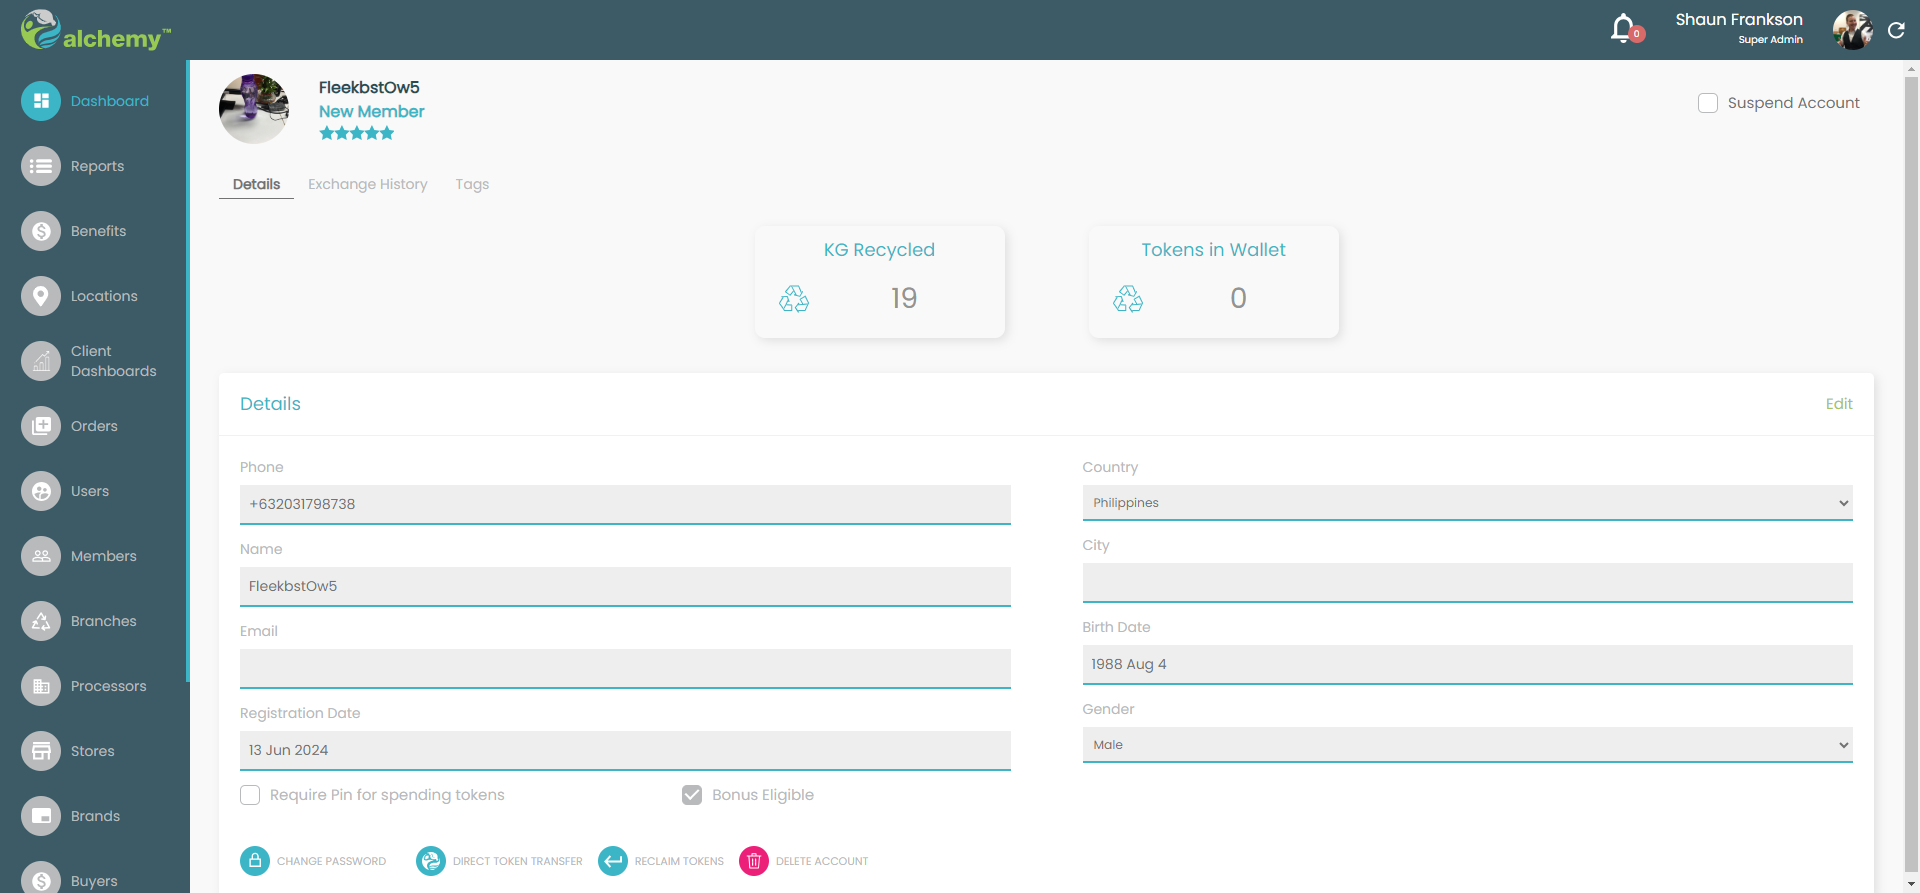 alchemy™
0
Shaun Frankson
Super Admin
Dashboard
Reports
Benefits
Locations
Client
Dashboards
Orders
Users
Members
Branches
Processors
Stores
Brands
Buyers
FleekbstOw5
New Member
Suspend Account
Details
Exchange History
Tags
KG Recycled
19
Tokens in Wallet
0
Details
Edit
Phone
+632031798738
Name
FleekbstOw5
Email
Registration Date
13 Jun 2024
Require Pin for spending tokens
Bonus Eligible
Country
Philippines
City
Birth Date
1988 Aug 4
Gender
Male
CHANGE PASSWORD
DIRECT TOKEN TRANSFER
RECLAIM TOKENS
DELETE ACCOUNT